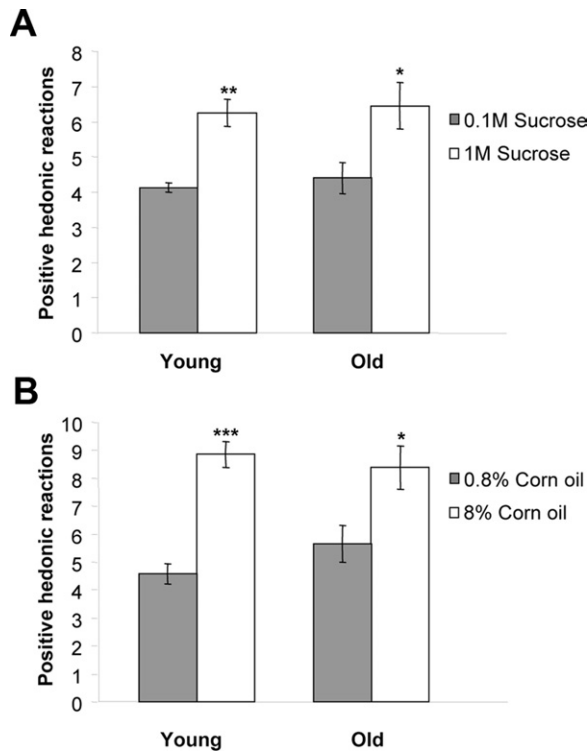 A
Positive hedonic reactions
8
7
6
5
4
3
2
1
0
**
*
0.1M Sucrose
1M Sucrose
Young
Old
B
Positive hedonic reactions
10
9
8
7
6
5
4
3
2
1
0
***
*
0.8% Corn oil
8% Corn oil
Young
Old